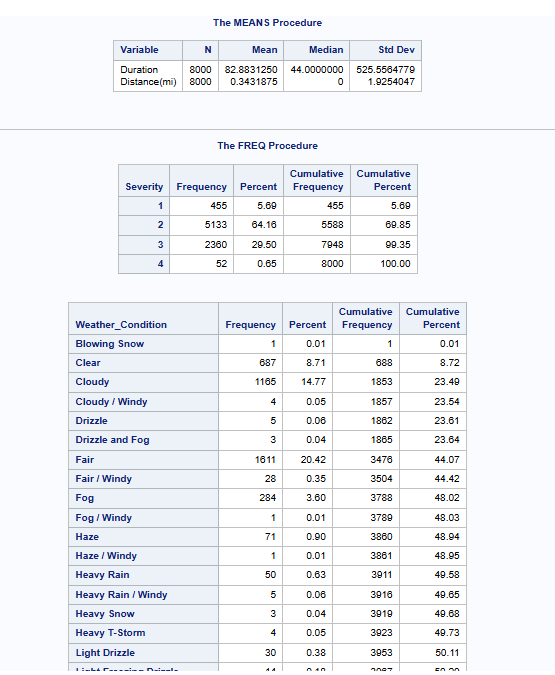 The MEANS Procedure
Variable N Mean Median Std Dev
Duration 8000 82.8831250 44.0000000 525.5564779
Distance(mi) 8000 0.3431875 0 1.9254047
The FREQ Procedure
Severity Frequency Percent Cumulative Frequency Cumulative Percent
1 455 5.69 455 5.69
2 5133 64.16 5588 69.85
3 2360 29.50 7948 99.35
4 52 0.65 8000 100.00
Weather_Condition Frequency Percent Cumulative Frequency Cumulative Percent
Blowing Snow 1 0.01 1 0.01
Clear 687 8.71 688 8.72
Cloudy 1165 14.77 1853 23.49
Cloudy / Windy 4 0.05 1857 23.54
Drizzle 5 0.06 1862 23.61
Drizzle and Fog 3 0.04 1865 23.64
Fair 1611 20.42 3476 44.07
Fair / Windy 28 0.35 3504 44.42
Fog 284 3.60 3788 48.02
Fog / Windy 1 0.01 3789 48.03
Haze 71 0.90 3860 48.94
Haze / Windy 1 0.01 3861 48.95
Heavy Rain 50 0.63 3911 49.58
Heavy Rain / Windy 5 0.06 3916 49.65
Heavy Snow 3 0.04 3919 49.68
Heavy T-Storm 4 0.05 3923 49.73
Light Drizzle 30 0.38 3953 50.11